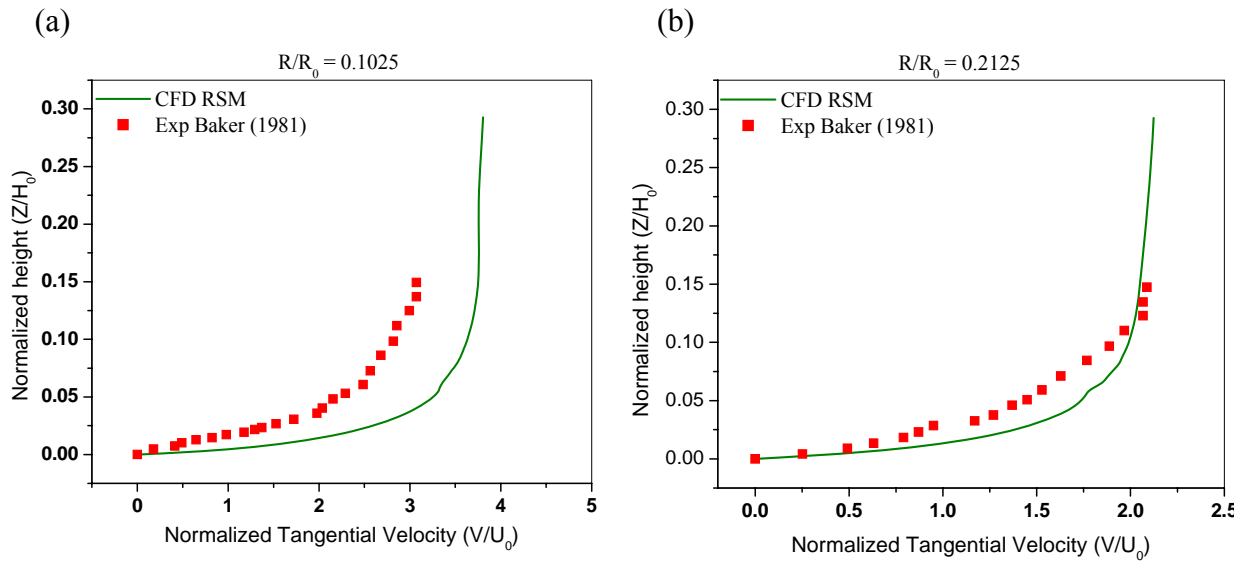 (a)
R/R0 = 0.1025
CFD RSM
Exp Baker (1981)
0.30
0.25
0.20
0.15
0.10
0.05
0.00
Normalized height (Z/H0)
0 1 2 3 4 5
Normalized Tangential Velocity (V/U0)
(b)
R/R0 = 0.2125
CFD RSM
Exp Baker (1981)
0.30
0.25
0.20
0.15
0.10
0.05
0.00
Normalized height (Z/H0)
0.0 0.5 1.0 1.5 2.0 2.5
Normalized Tangential Velocity (V/U0)